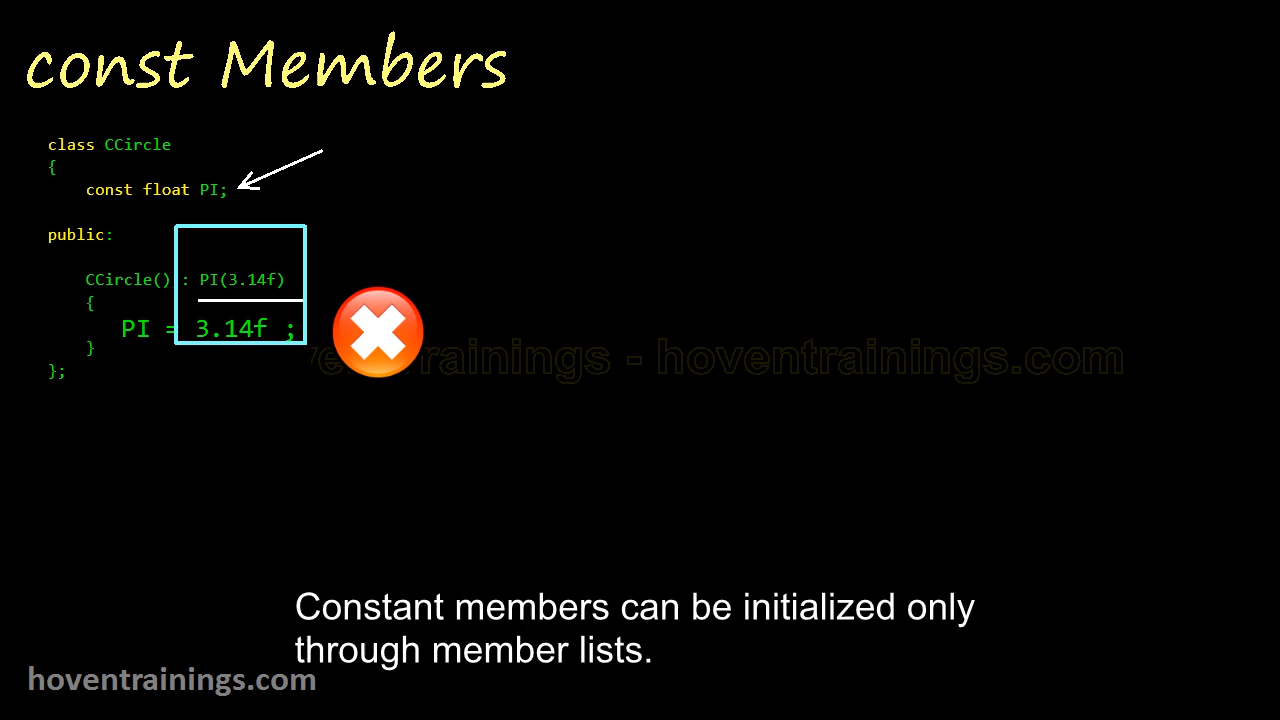 const Members
class CCircle
{
const float PI;
public:
CCircle() : PI(3.14f)
{
PI = 3.14f ;
}
};
trainings - hoventrainings.com
Constant members can be initialized only
through member lists.
hoventrainings.com